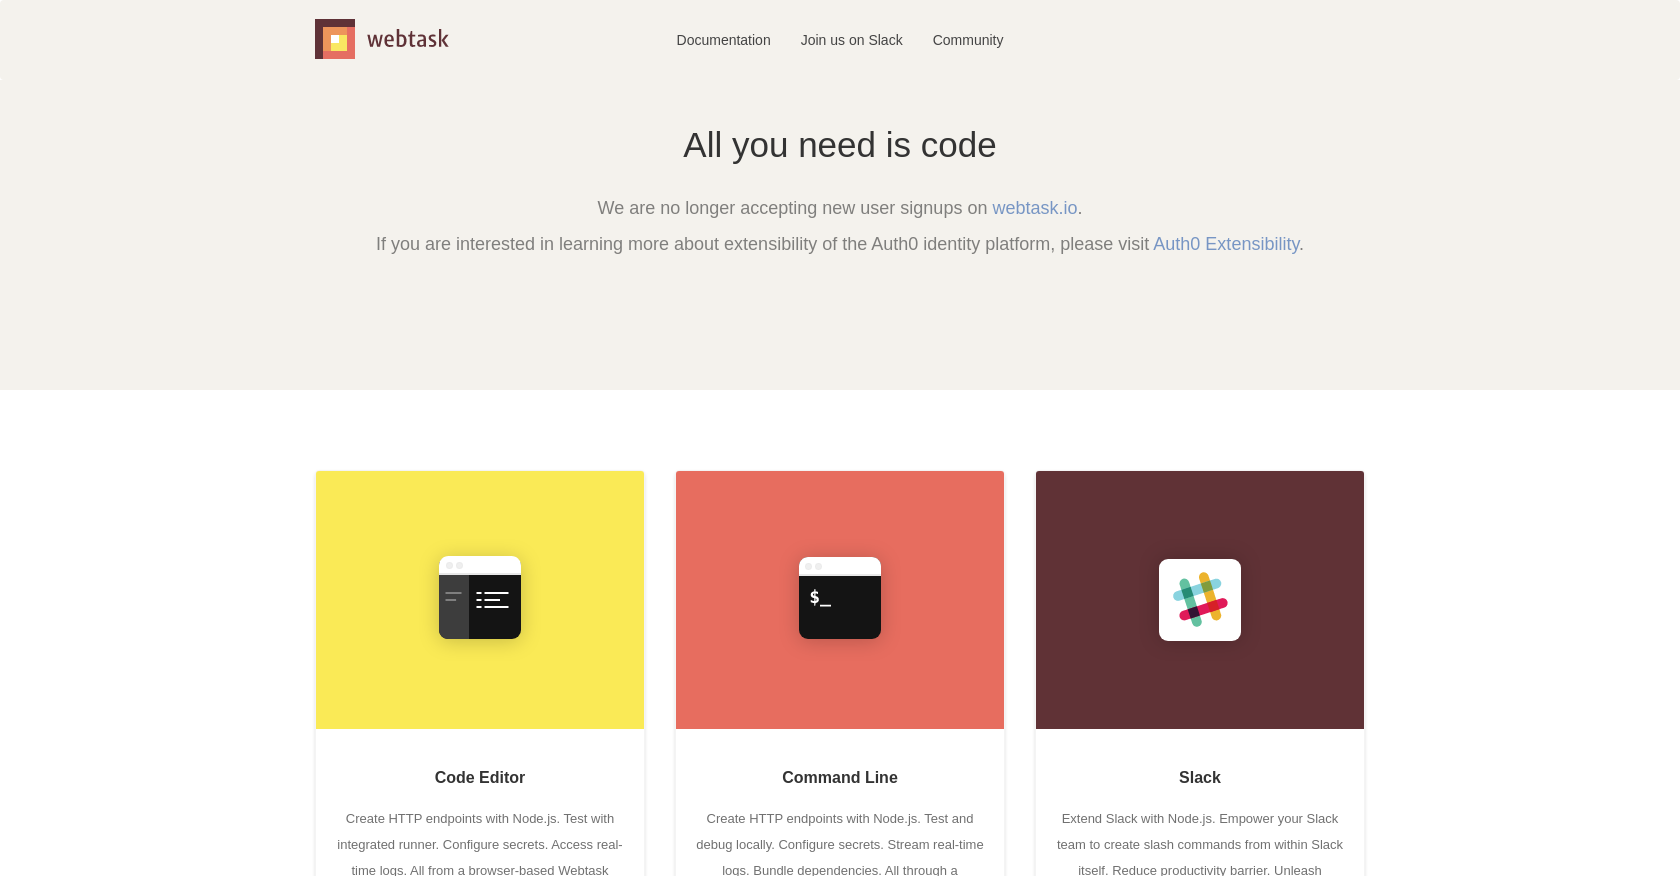 webtask
Documentation
Join us on Slack
Community
All you need is code
We are no longer accepting new user signups on webtask.io.
If you are interested in learning more about extensibility of the Auth0 identity platform, please visit Auth0 Extensibility.
$_
Code Editor
Create HTTP endpoints with Node.js. Test with
integrated runner. Configure secrets. Access real-
time logs. All from a browser-based Webtask
Command Line
Create HTTP endpoints with Node.js. Test and
debug locally. Configure secrets. Stream real-time
logs. Bundle dependencies. All through a
Slack
Extend Slack with Node.js. Empower your Slack
team to create slash commands from within Slack
itself. Reduce productivity barrier. Unleash